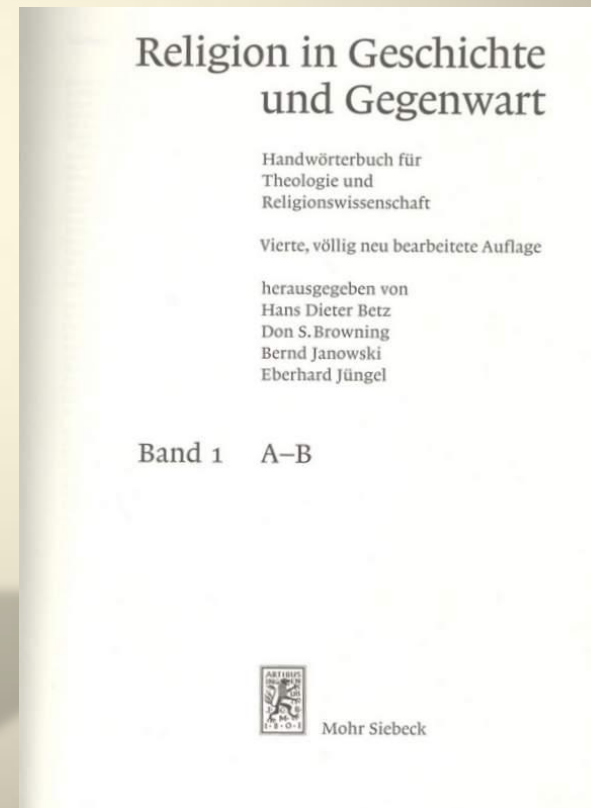 Religion in Geschichte
und Gegenwart
Handwörterbuch für
Theologie und
Religionswissenschaft
Vierte, völlig neu bearbeitete Auflage
herausgegeben von
Hans Dieter Betz
Don S. Browning
Bernd Janowski
Eberhard Jüngel
Band 1 A–B
Mohr Siebeck